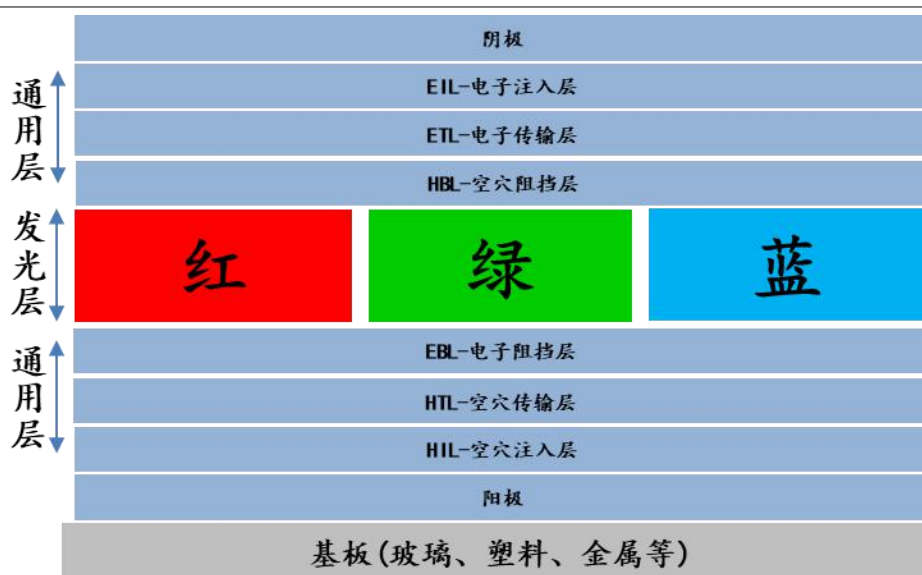 阴极
EIL-电子注入层
ETL-电子传输层
HBL-空穴阻挡层
通用层
红 绿 蓝
发光层
EBL-电子阻挡层
HTL-空穴传输层
HIL-空穴注入层
通用层
阳极
基板(玻璃、塑料、金属等)